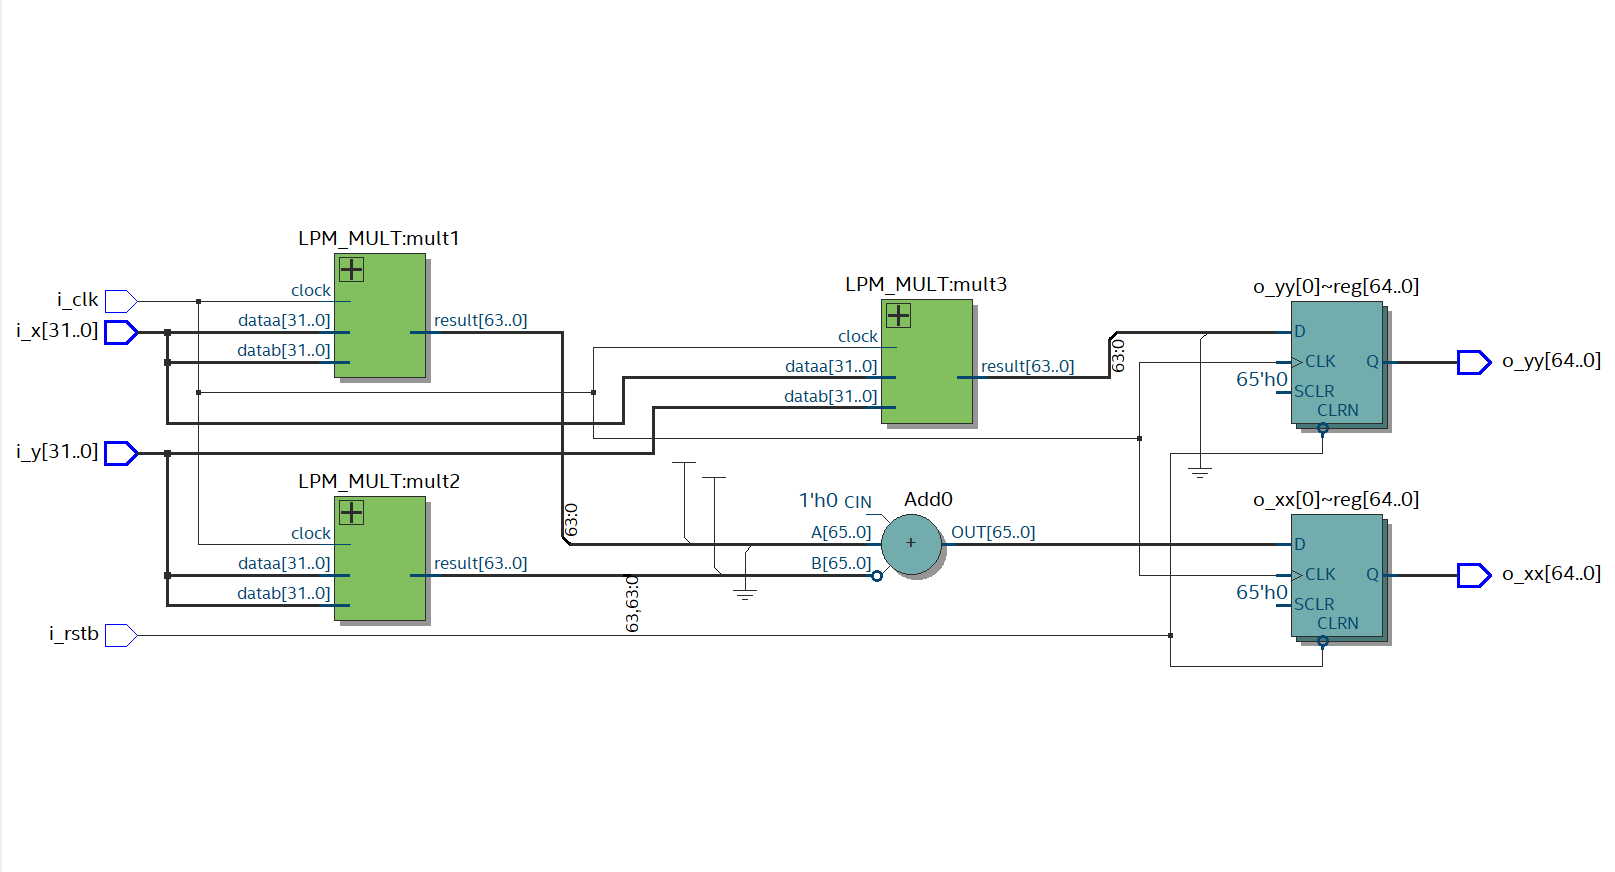 LPM_MULT:mult1
i_clk
clock
i_x[31..0]
dataa[31..0]
result[63..0]
datab[31..0]
LPM_MULT:mult3
clock
dataa[31..0]
result[63..0]
datab[31..0]
63:0
o_yy[0]~reg[64..0]
D
CLK
Q
65'h0
SCLR
CLRN
o_yy[64..0]
i_y[31..0]
LPM_MULT:mult2
clock
dataa[31..0]
result[63..0]
datab[31..0]
63:0
63,63:0
1'h0 CIN
Add0
A[65..0]
+
OUT[65..0]
B[65..0]
o_xx[0]~reg[64..0]
D
CLK
Q
65'h0
SCLR
CLRN
o_xx[64..0]
i_rstb